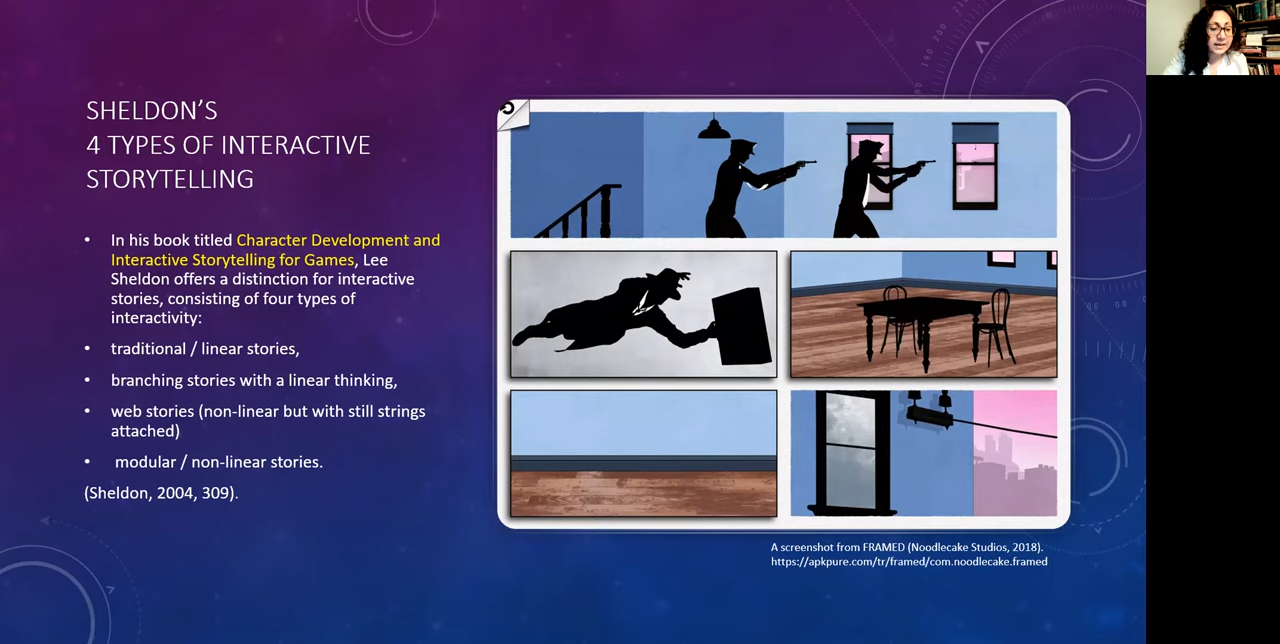 SHELDON'S
4 TYPES OF INTERACTIVE
STORYTELLING
• In his book titled Character Development and
Interactive Storytelling for Games, Lee
Sheldon offers a distinction for interactive
stories, consisting of four types of
interactivity:
• traditional / linear stories,
• branching stories with a linear thinking,
• web stories (non-linear but with still strings
attached)
• modular / non-linear stories.
(Sheldon, 2004, 309).
A screenshot from FRAMED (Noodlecake Studios, 2018).
https://apkpure.com/tr/framed/com.noodlecake.framed